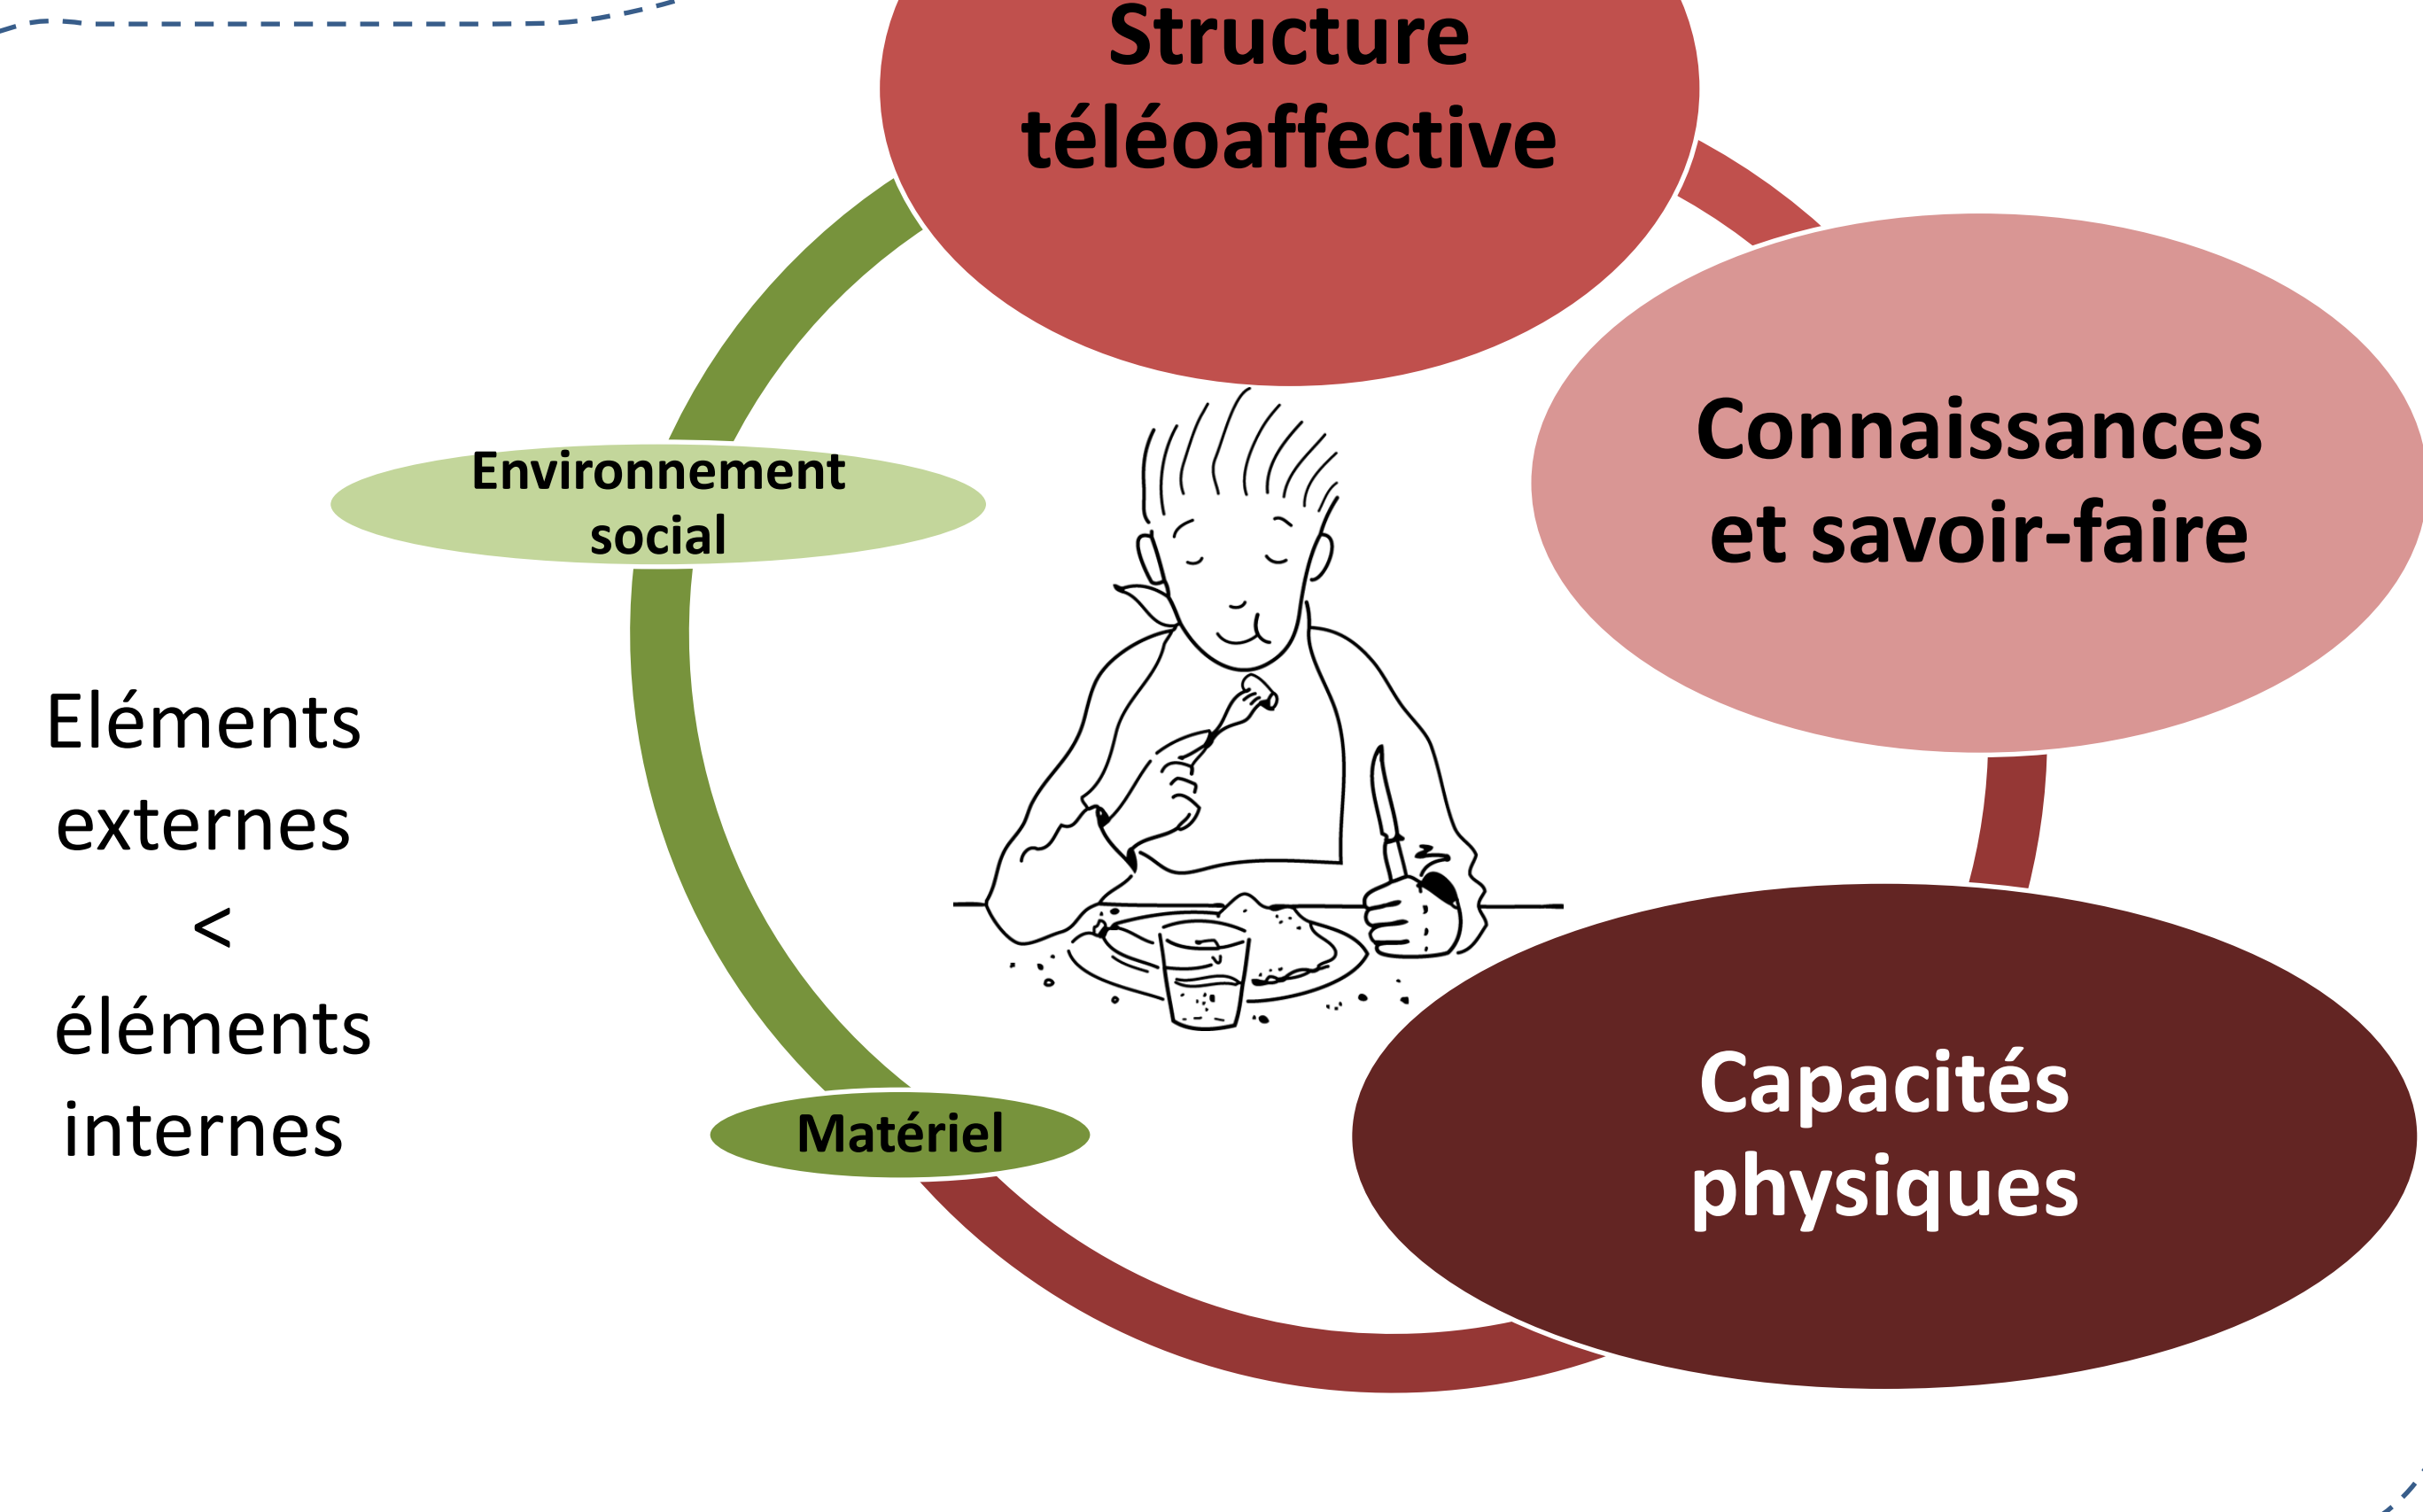 Structure
téléoaffective
Connaissances
et savoir-faire
Environnement
social
Eléments
externes
<
éléments
internes
Capacités
physiques
Matériel